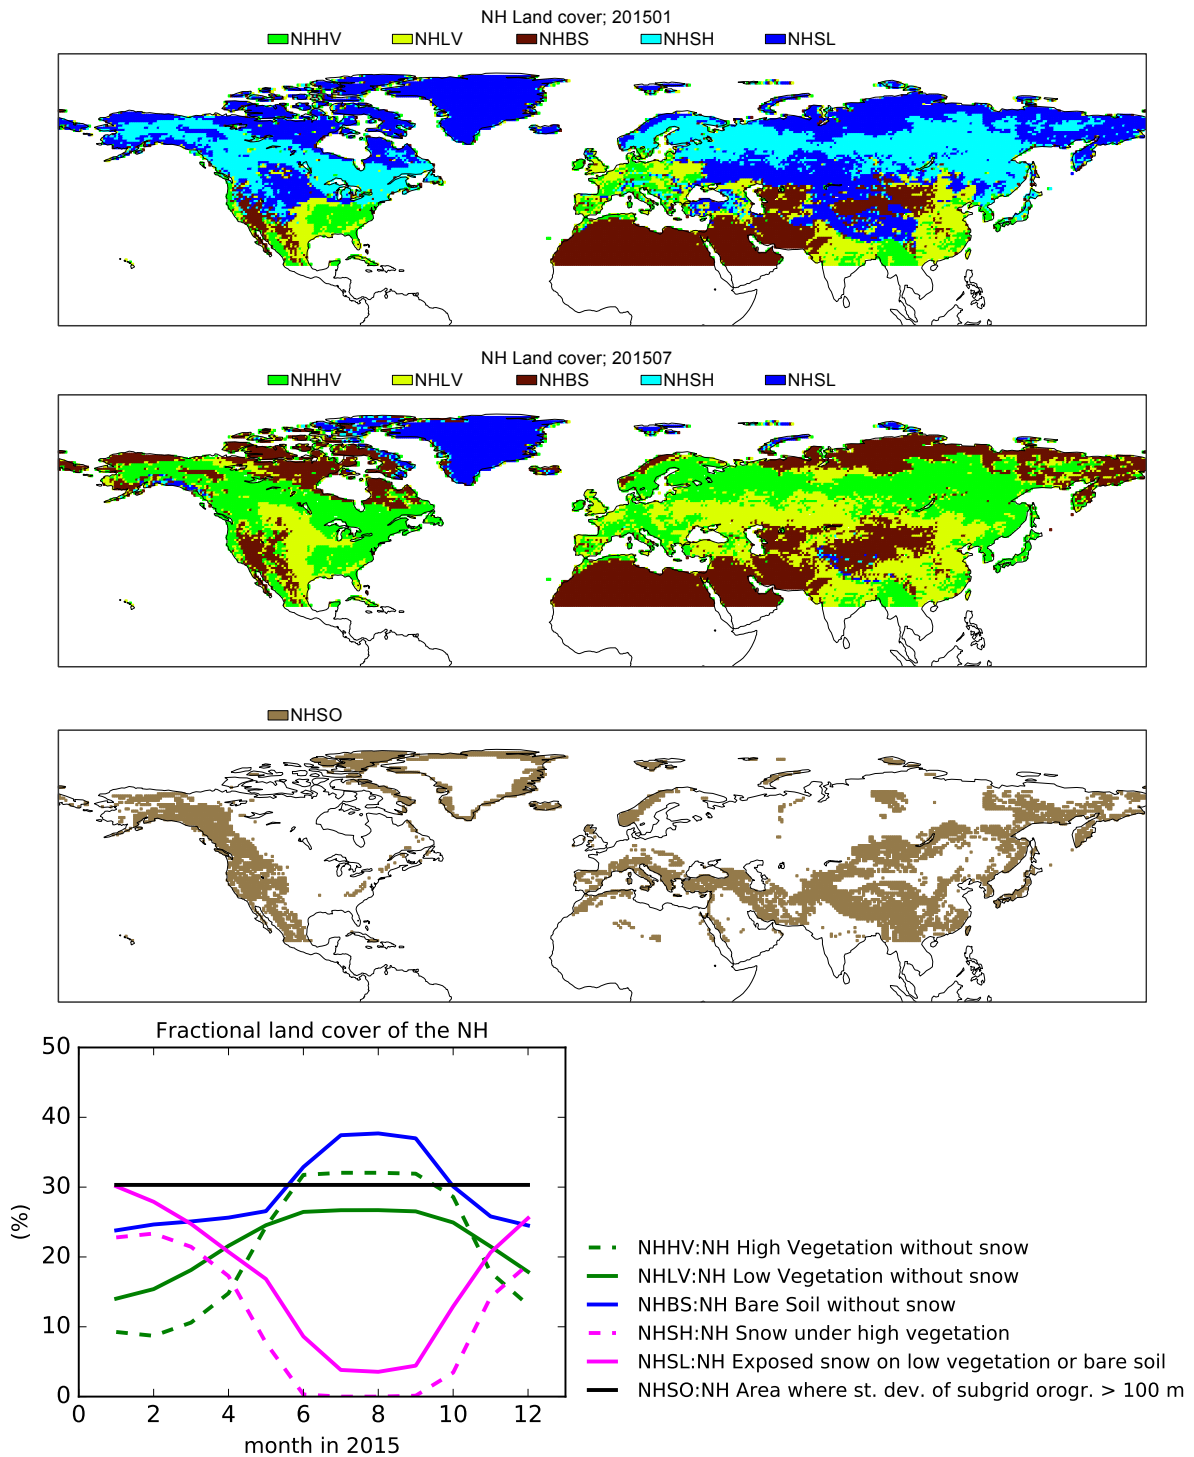 NH Land cover; 201501
NHHV NHLV NHBS NHSH NHSL
NH Land cover; 201507
NHHV NHLV NHBS NHSH NHSL
NHSO
Fractional land cover of the NH
50
40
30
20
10
0
(%)
0 2 4 6 8 10 12
month in 2015
NHHV:NH High Vegetation without snow
NHLV:NH Low Vegetation without snow
NHBS:NH Bare Soil without snow
NHSH:NH Snow under high vegetation
NHSL:NH Exposed snow on low vegetation or bare soil
NHSO:NH Area where st. dev. of subgrid orogr. > 100 m